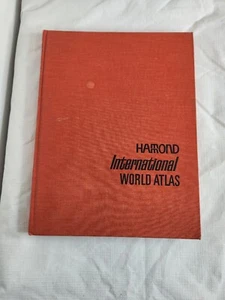 HAMMOND
International
WORLD ATLAS